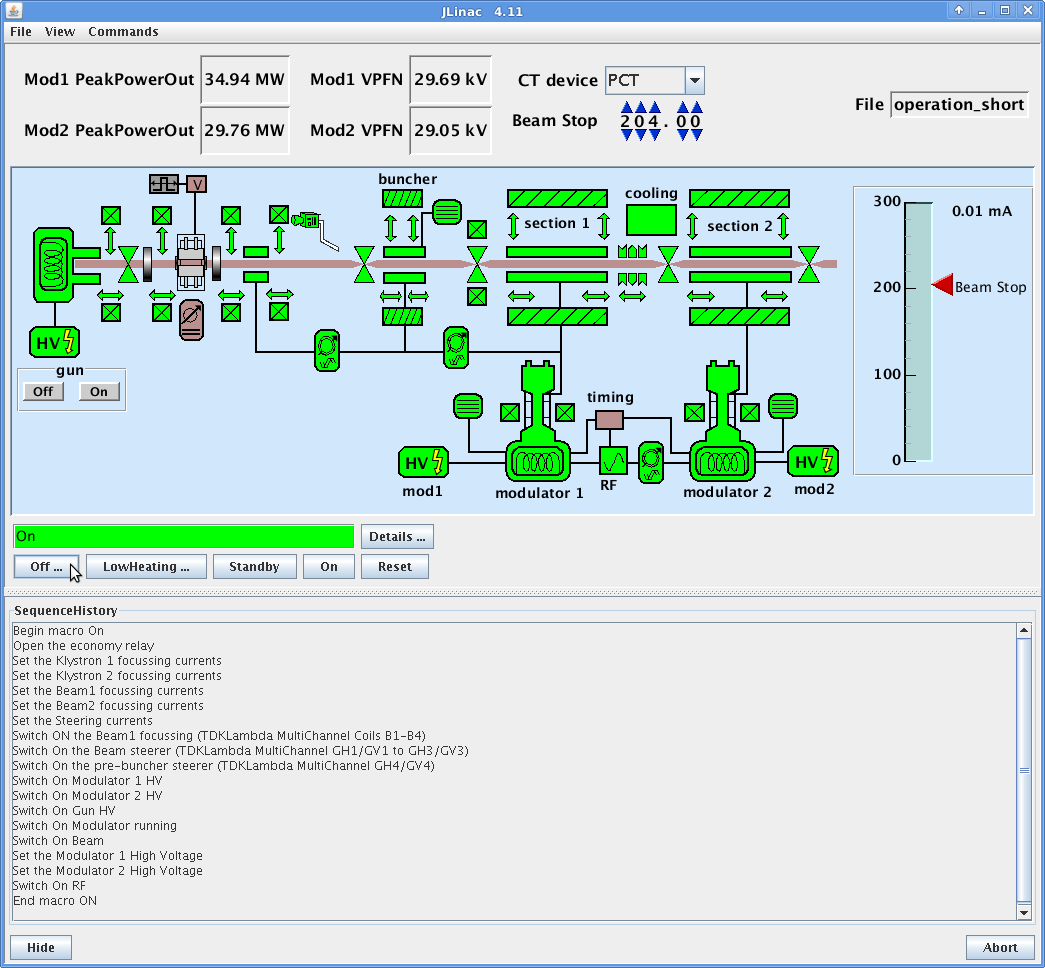 JLinac 4.11
File View Commands
Mod1 PeakPowerOut 34.94 MW Mod1 VPFN 29.69 kV CT device PCT
Mod2 PeakPowerOut 29.76 MW Mod2 VPFN 29.05 kV Beam Stop 204.00
File operation_short
V
buncher
cooling
section 1
section 2
HV
gun
Off On
timing
HV
mod1
modulator 1
RF
modulator 2
HV
mod2
300
0.01 mA
200
Beam Stop
100
0
On Details ...
Off ... LowHeating ... Standby On Reset
SequenceHistory
Begin macro On
Open the economy relay
Set the Klystron 1 focussing currents
Set the Klystron 2 focussing currents
Set the Beam1 focussing currents
Set the Beam2 focussing currents
Set the Steering currents
Switch ON the Beam1 focussing (TDKLambda MultiChannel Coils B1-B4)
Switch On the Beam steerer (TDKLambda MultiChannel GH1/GV1 to GH3/GV3)
Switch On the pre-buncher steerer (TDKLambda MultiChannel GH4/GV4)
Switch On Modulator 1 HV
Switch On Modulator 2 HV
Switch On Gun HV
Switch On Modulator running
Switch On Beam
Set the Modulator 1 High Voltage
Set the Modulator 2 High Voltage
Switch On RF
End macro ON
Hide Abort